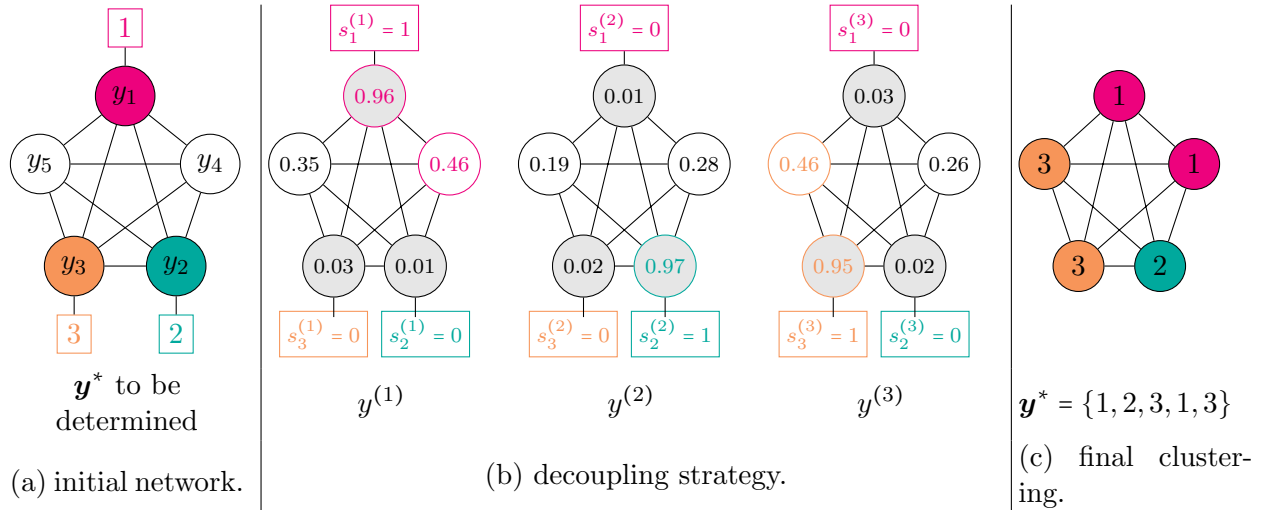 1
y₁
y₅
y₄
y₃
y₂
3
2
𝒚* to be
determined
(a) initial network.
s₁⁽¹⁾ = 1
0.96
0.35
0.46
0.03
0.01
s₃⁽¹⁾ = 0
s₂⁽¹⁾ = 0
y⁽¹⁾
s₁⁽²⁾ = 0
0.01
0.19
0.28
0.02
0.97
s₃⁽²⁾ = 0
s₂⁽²⁾ = 1
y⁽²⁾
s₁⁽³⁾ = 0
0.03
0.46
0.26
0.95
0.02
s₃⁽³⁾ = 1
s₂⁽³⁾ = 0
y⁽³⁾
(b) decoupling strategy.
1
3
1
3
2
𝒚* = {1, 2, 3, 1, 3}
(c) final cluster-
ing.